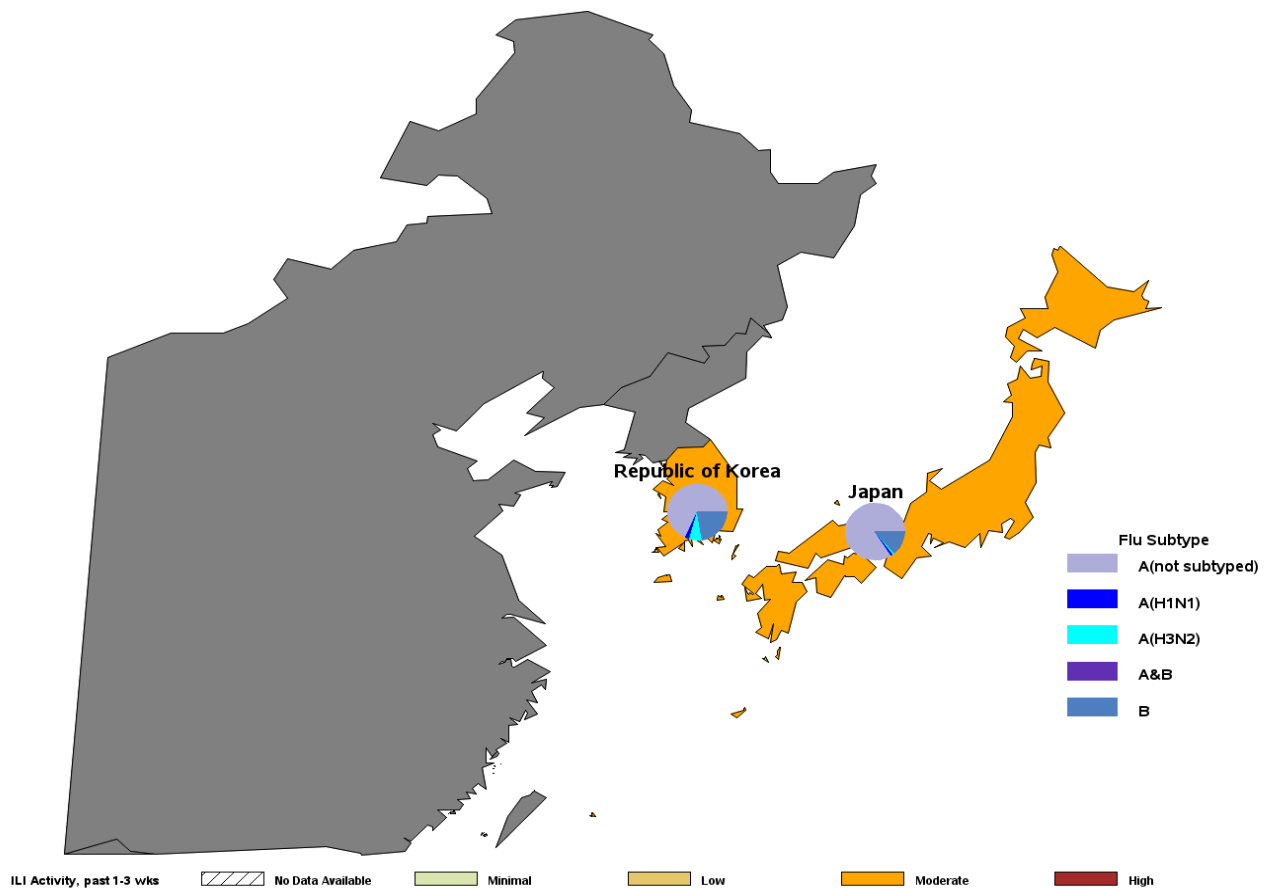 Republic of Korea
Japan
Flu Subtype
A(not subtyped)
A(H1N1)
A(H3N2)
A&B
B
ILI Activity, past 1-3 wks No Data Available Minimal Low Moderate High